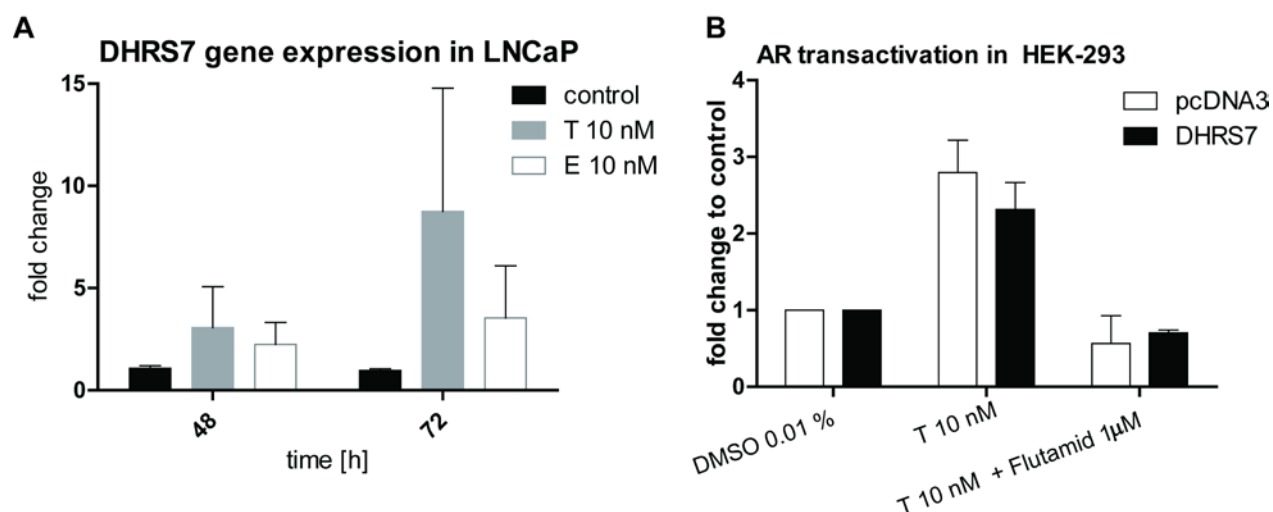 A
DHRS7 gene expression in LNCaP
15
10
5
0
fold change
control
T 10 nM
E 10 nM
48
72
time [h]
B
AR transactivation in HEK-293
4
3
2
1
0
fold change to control
pcDNA3
DHRS7
DMSO 0.01 %
T 10 nM
T 10 nM + Flutamid 1µM